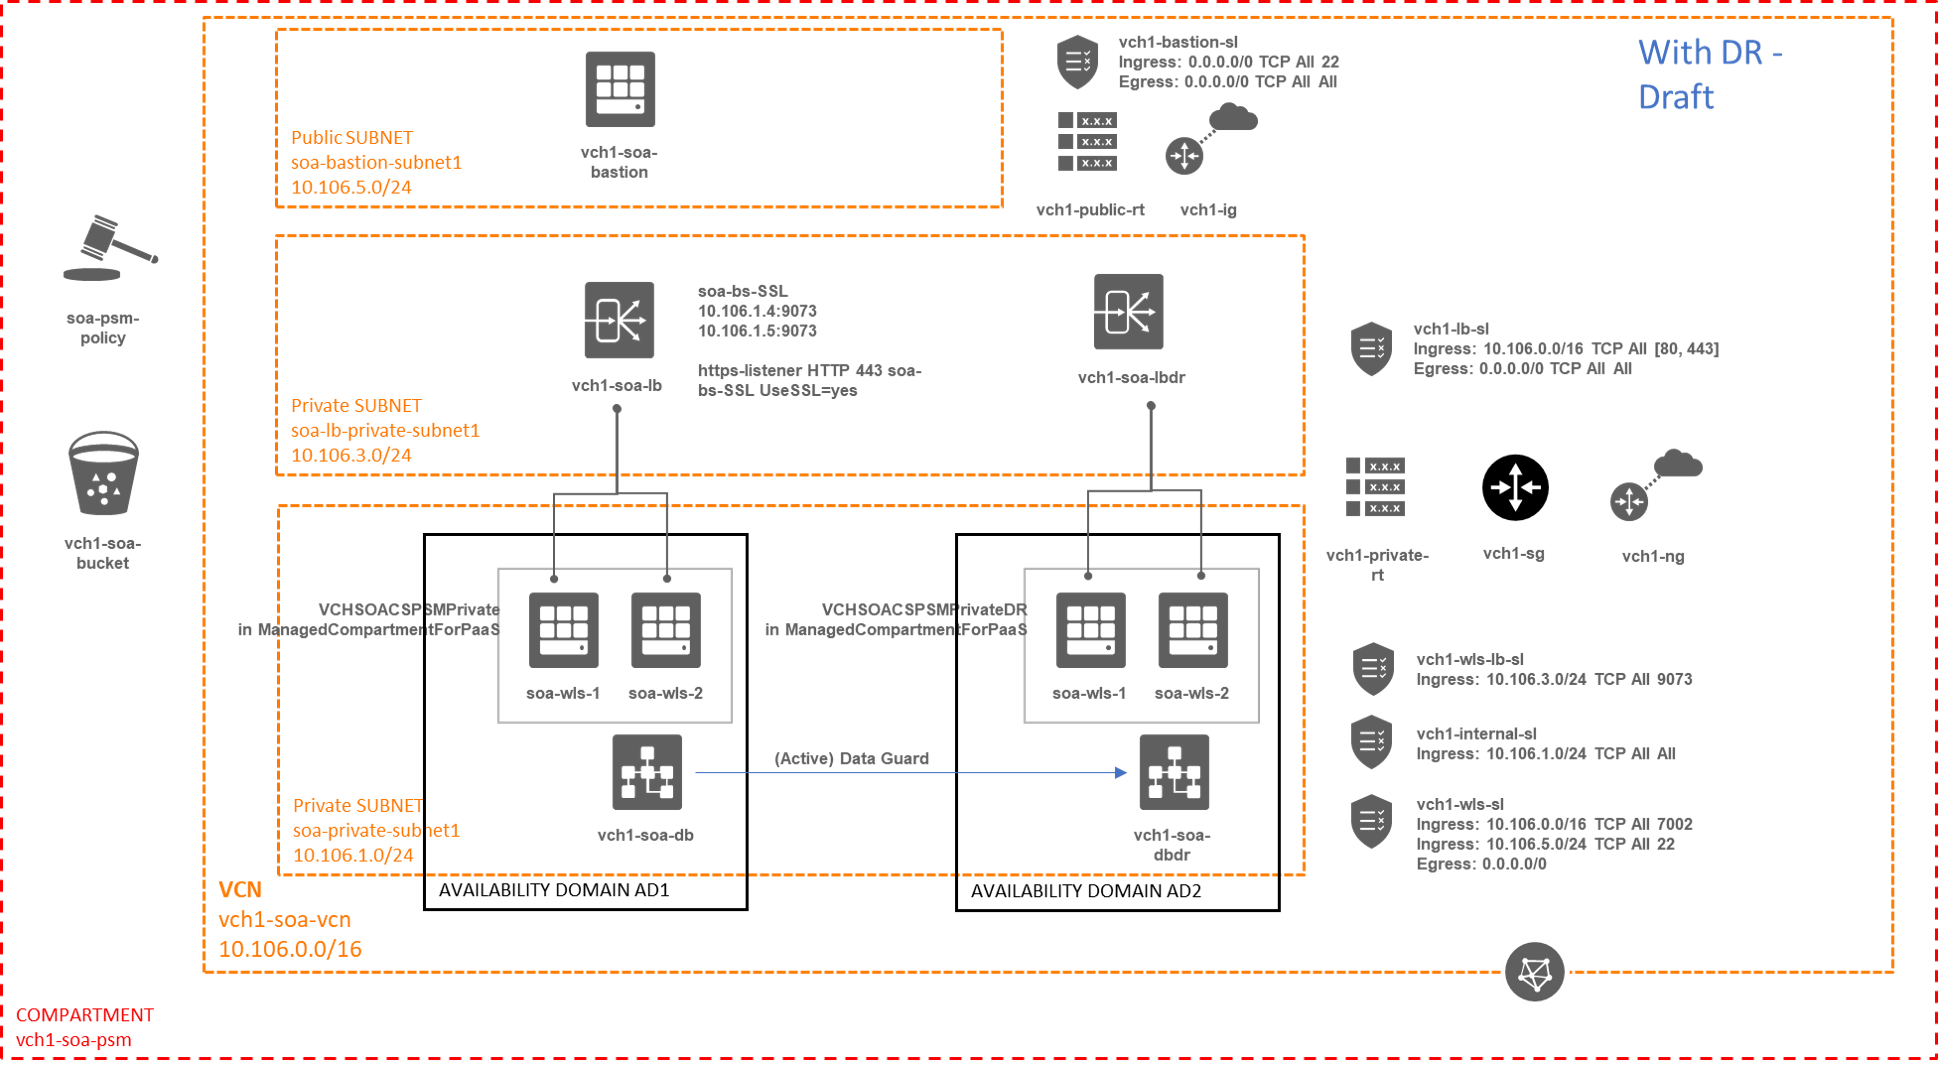 With DR -
Draft
vch1-bastion-sl
Ingress: 0.0.0.0/0 TCP All 22
Egress: 0.0.0.0/0 TCP All All
vch1-soa-
bastion
Public SUBNET
soa-bastion-subnet1
10.106.5.0/24
x.x.x
x.x.x
x.x.x
vch1-public-rt
vch1-ig
soa-psm-
policy
vch1-soa-
bucket
soa-bs-SSL
10.106.1.4:9073
10.106.1.5:9073
https-listener HTTP 443 soa-
bs-SSL UseSSL=yes
vch1-soa-lb
vch1-soa-lbdr
Private SUBNET
soa-lb-private-subnet1
10.106.3.0/24
vch1-lb-sl
Ingress: 10.106.0.0/16 TCP All [80, 443]
Egress: 0.0.0.0/0 TCP All All
x.x.x
x.x.x
x.x.x
vch1-private-
rt
vch1-sg
vch1-ng
VCHSOACSPSMPrivate
in ManagedCompartmentForPaaS
soa-wls-1
soa-wls-2
VCHSOACSPSMPrivateDR
in ManagedCompartmentForPaaS
soa-wls-1
soa-wls-2
vch1-wls-lb-sl
Ingress: 10.106.3.0/24 TCP All 9073
vch1-internal-sl
Ingress: 10.106.1.0/24 TCP All All
vch1-wls-sl
Ingress: 10.106.0.0/16 TCP All 7002
Ingress: 10.106.5.0/24 TCP All 22
Egress: 0.0.0.0/0
(Active) Data Guard
vch1-soa-db
vch1-soa-
dbdr
Private SUBNET
soa-private-subnet1
10.106.1.0/24
AVAILABILITY DOMAIN AD1
AVAILABILITY DOMAIN AD2
VCN
vch1-soa-vcn
10.106.0.0/16
COMPARTMENT
vch1-soa-psm